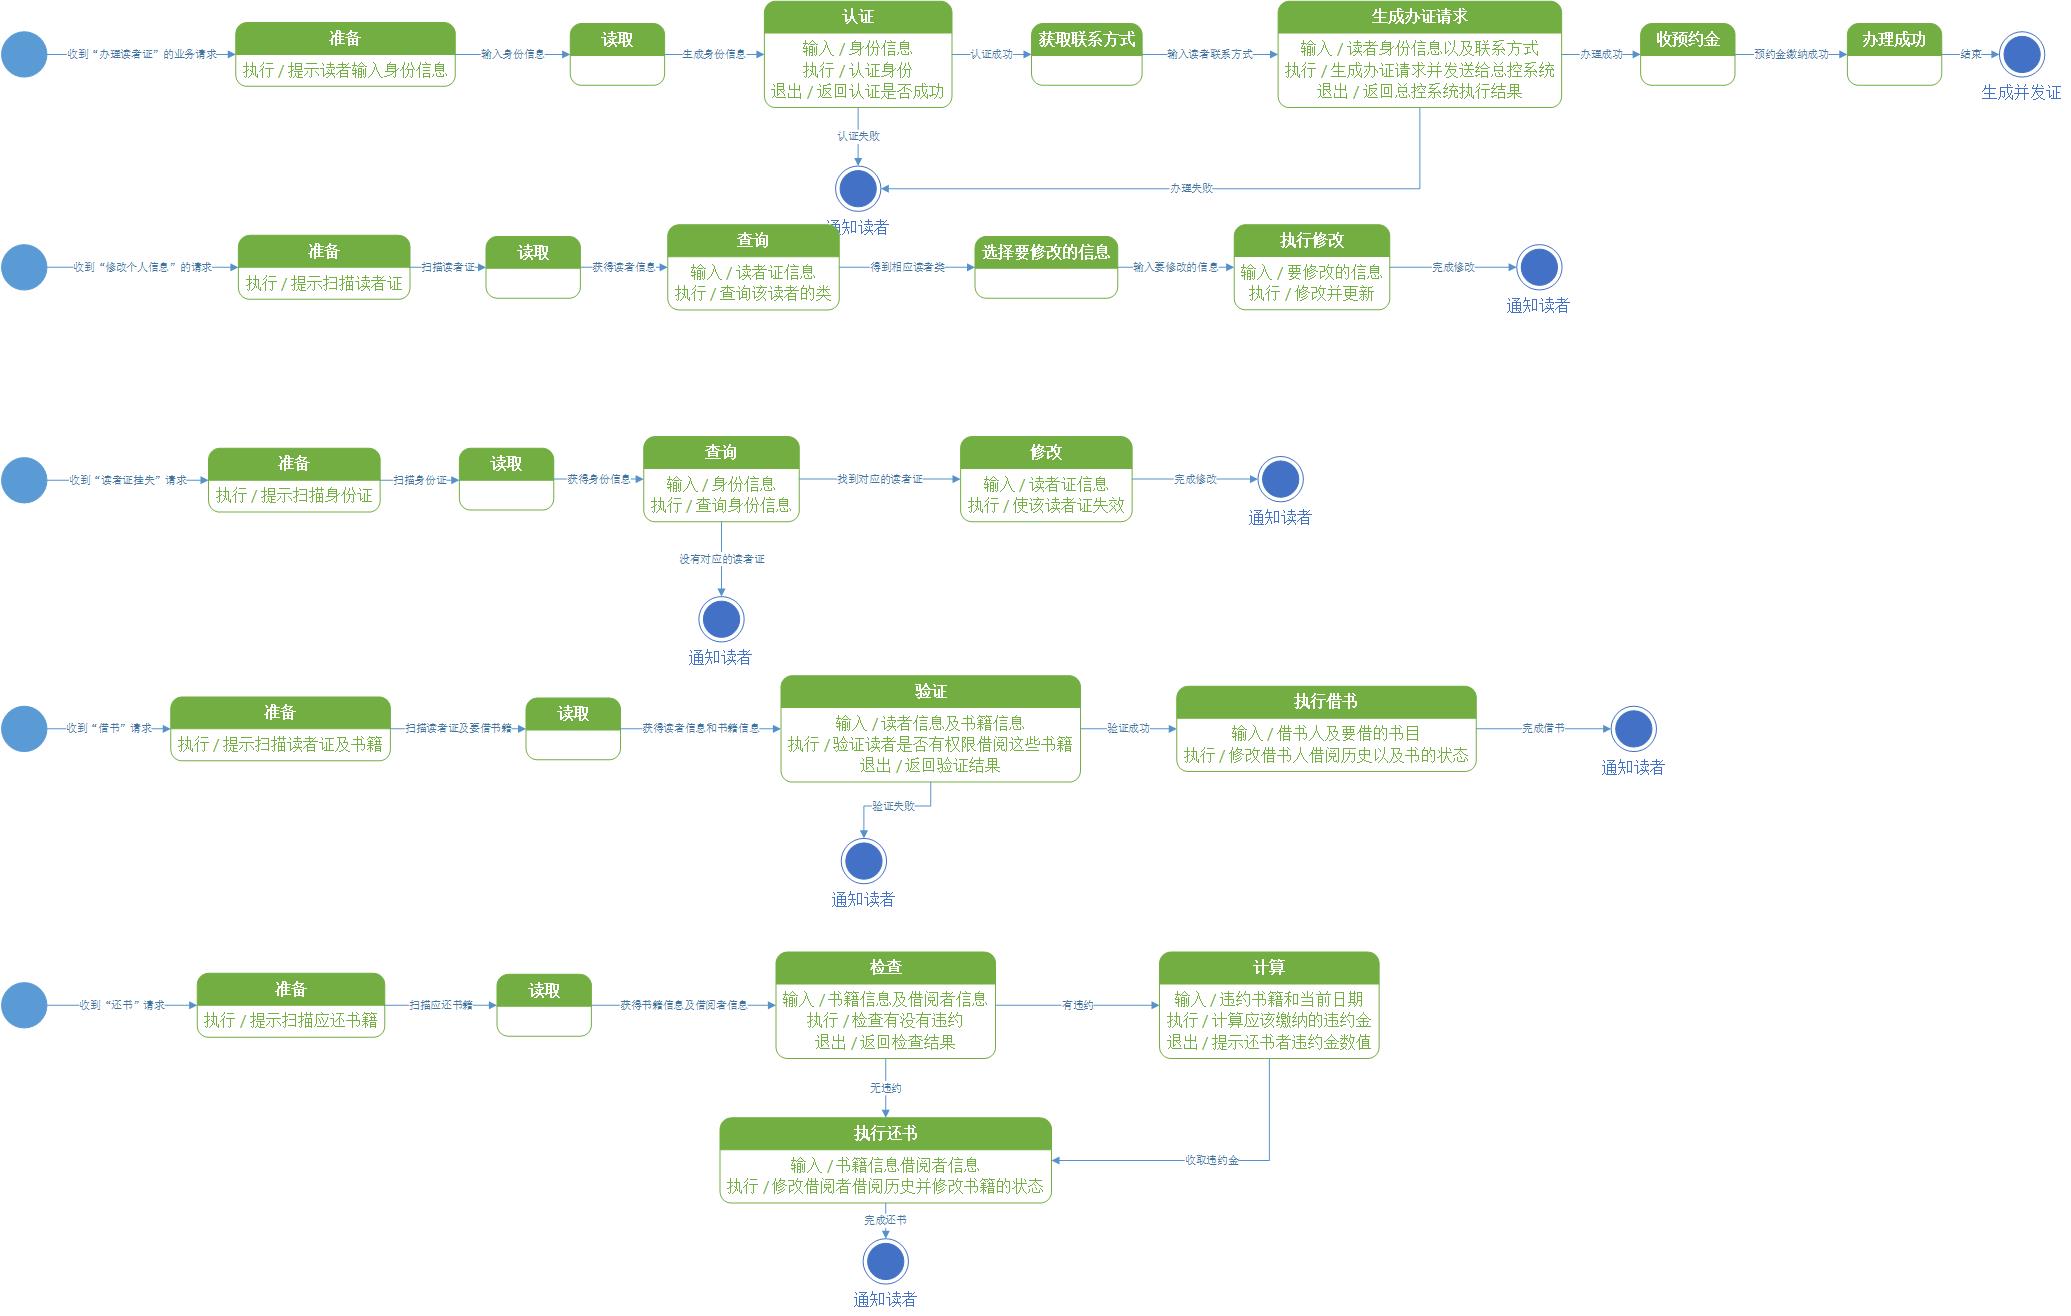 收到“办理读者证”的业务请求
准备
执行 / 提示读者输入身份信息
输入身份信息
读取
生成身份信息
认证
输入 / 身份信息
执行 / 认证身份
退出 / 返回认证是否成功
认证成功
获取联系方式
输入读者联系方式
生成办证请求
输入 / 读者身份信息以及联系方式
执行 / 生成办证请求并发送给总控系统
退出 / 返回总控系统执行结果
办理成功
收预约金
预约金缴纳成功
办理成功
结束
生成并发证
认证失败
办理失败
通知读者
收到“修改个人信息”的请求
准备
执行 / 提示扫描读者证
扫描读者证
读取
获得读者信息
查询
输入 / 读者证信息
执行 / 查询该读者的类
得到相应读者类
选择要修改的信息
输入要修改的信息
执行修改
输入 / 要修改的信息
执行 / 修改并更新
完成修改
通知读者
收到“读者证挂失”请求
准备
执行 / 提示扫描身份证
扫描身份证
读取
获得身份信息
查询
输入 / 身份信息
执行 / 查询身份信息
找到对应的读者证
修改
输入 / 读者证信息
执行 / 使该读者证失效
完成修改
通知读者
没有对应的读者证
通知读者
收到“借书”请求
准备
执行 / 提示扫描读者证及书籍
扫描读者证及要借书籍
读取
获得读者信息和书籍信息
验证
输入 / 读者信息及书籍信息
执行 / 验证读者是否有权限借阅这些书籍
退出 / 返回验证结果
验证成功
执行借书
输入 / 借书人及要借的书目
执行 / 修改借书人借阅历史以及书的状态
完成借书
通知读者
验证失败
通知读者
收到“还书”请求
准备
执行 / 提示扫描应还书籍
扫描应还书籍
读取
获得书籍信息及借阅者信息
检查
输入 / 书籍信息及借阅者信息
执行 / 检查有没有违约
退出 / 返回检查结果
有违约
计算
输入 / 违约书籍和当前日期
执行 / 计算应该缴纳的违约金
退出 / 提示还书者违约金数值
无违约
执行还书
输入 / 书籍信息借阅者信息
执行 / 修改借阅者借阅历史并修改书籍的状态
收取违约金
完成还书
通知读者